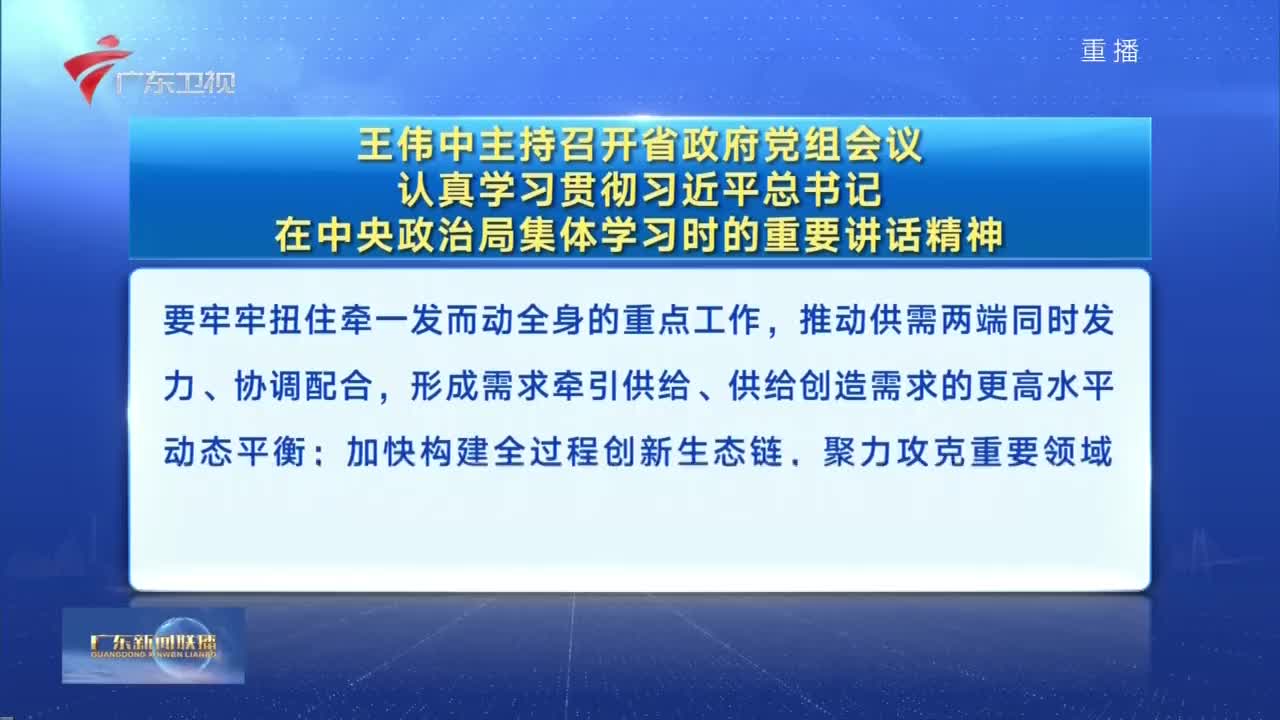 广东卫视
重播
王伟中主持召开省政府党组会议
认真学习贯彻习近平总书记
在中央政治局集体学习时的重要讲话精神
要牢牢扭住牵一发而动全身的重点工作，推动供需两端同时发
力、协调配合，形成需求牵引供给、供给创造需求的更高水平
动态平衡；加快构建全过程创新生态链，聚力攻克重要领域
广东新闻联播
GUANGDONG XINWEN LIANBO